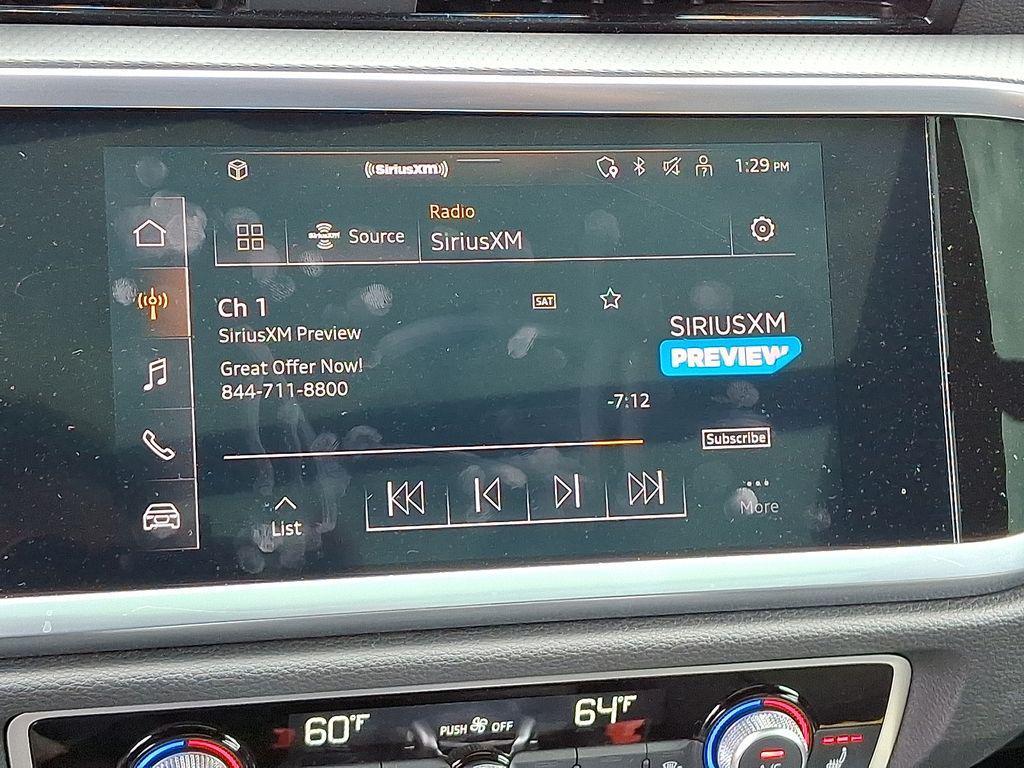 SiriusXM
1:29 PM
Radio
SiriusXM Source
SiriusXM
Ch 1
SAT
SiriusXM Preview
SIRIUSXM
PREVIEW
Great Offer Now!
844-711-8800
-7:12
Subscribe
List
More
60°F
PUSH OFF
64°F
A/C